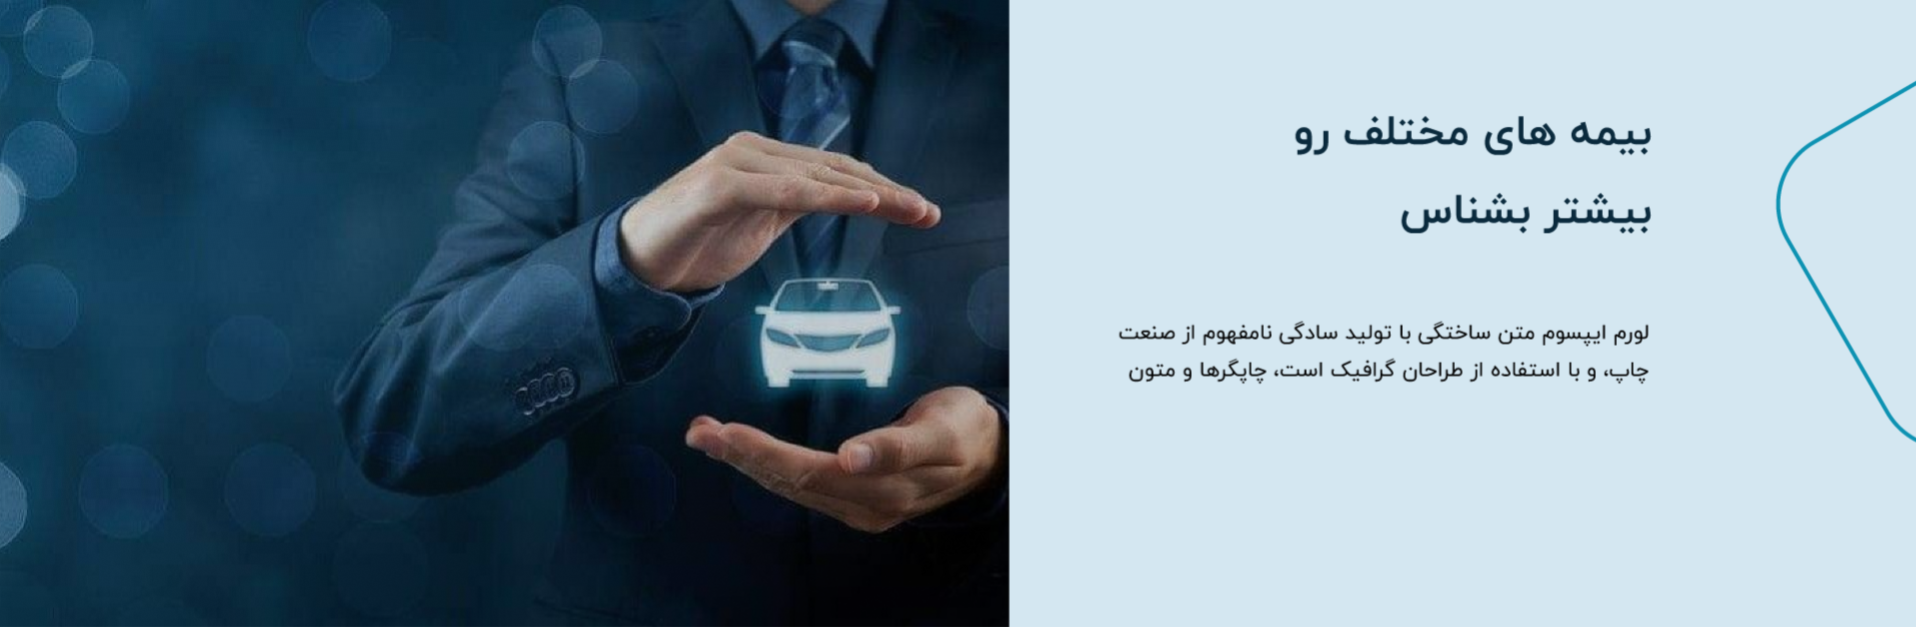 بیمه های مختلف رو
بیشتر بشناس
لورم ایپسوم متن ساختگی با تولید سادگی نامفهوم از صنعت
چاپ، و با استفاده از طراحان گرافیک است، چاپگرها و متون